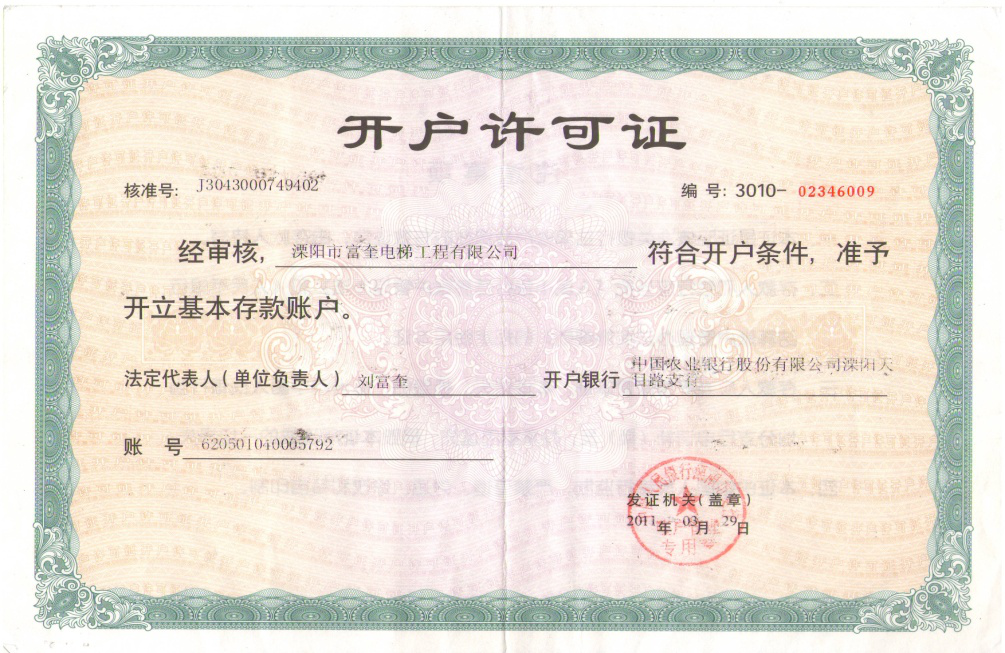 开户许可证
核准号: J3043000749402 编 号: 3010- 02346009
经审核, 溧阳市富奎电梯工程有限公司 符合开户条件, 准予
开立基本存款账户。
法定代表人(单位负责人) 刘富奎 开户银行 中国农业银行股份有限公司溧阳天
目路支行
账 号 620501040005792
发证机关(盖章)
2011年 03月 29日
专用章